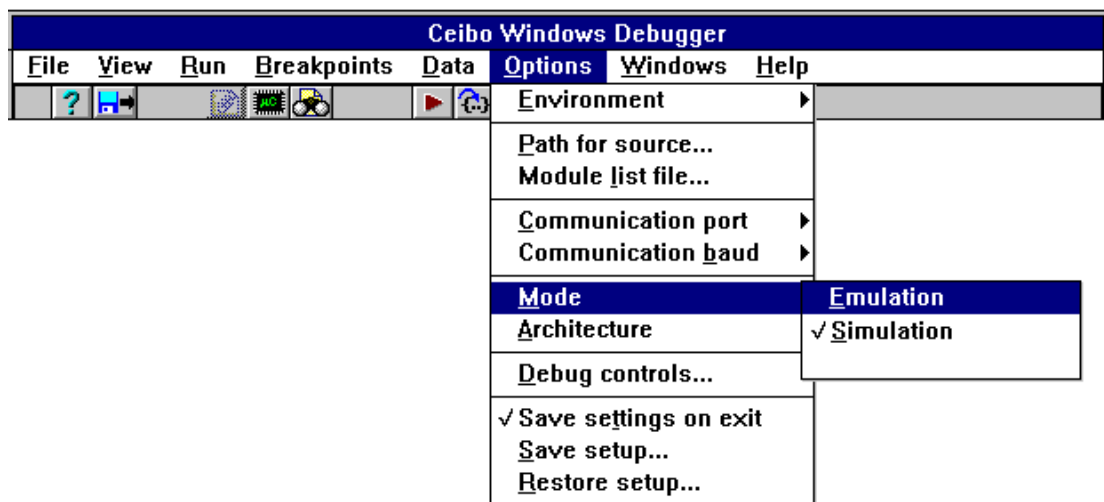 Ceibo Windows Debugger
File View Run Breakpoints Data Options Windows Help
? µC {..}
Environment
Path for source...
Module list file...
Communication port
Communication baud
Mode Emulation
Architecture √ Simulation
Debug controls...
√ Save settings on exit
Save setup...
Restore setup...